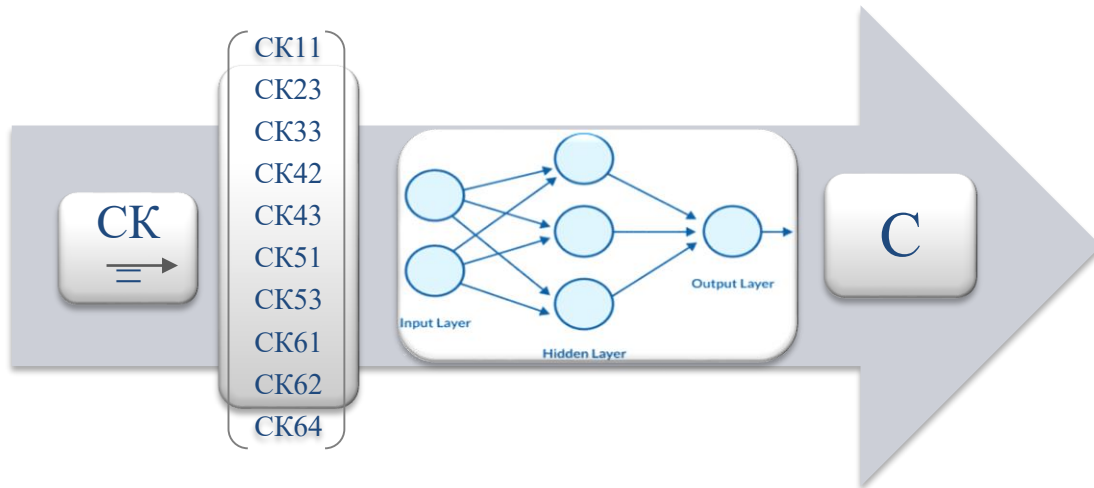 СК
=
СК11
СК23
СК33
СК42
СК43
СК51
СК53
СК61
СК62
СК64
Input Layer
Hidden Layer
Output Layer
С